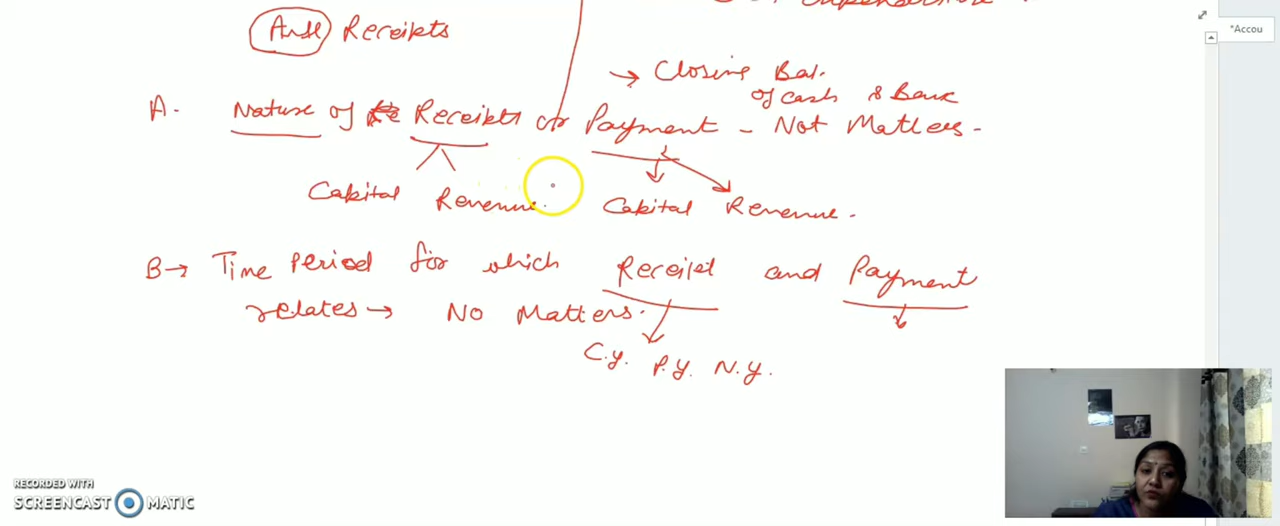 And Receipts
*Accou
→ Closing Bal.
of cash & Bank
A. Nature of Receipts or Payment - Not Matters.
Capital Revenue. Capital Revenue.
B→ Time Period for which Receipt and Payment
relates → No Matters.
C.y. P.y. N.y.
RECORDED WITH
SCREENCAST MATIC